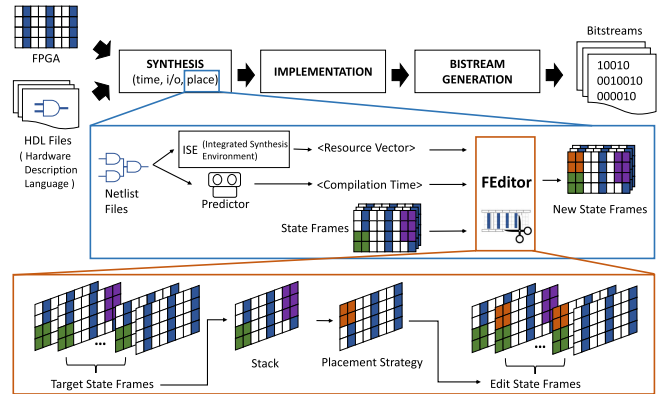 FPGA
HDL Files
( Hardware
Description
Language )
SYNTHESIS
(time, i/o, place)
IMPLEMENTATION
BISTREAM
GENERATION
Bitstreams
10010
0010010
000010
Netlist
Files
ISE (Integrated Synthesis
Environment)
Predictor
<Resource Vector>
<Compilation Time>
State Frames
FEditor
New State Frames
...
Target State Frames
Stack
Placement Strategy
...
Edit State Frames